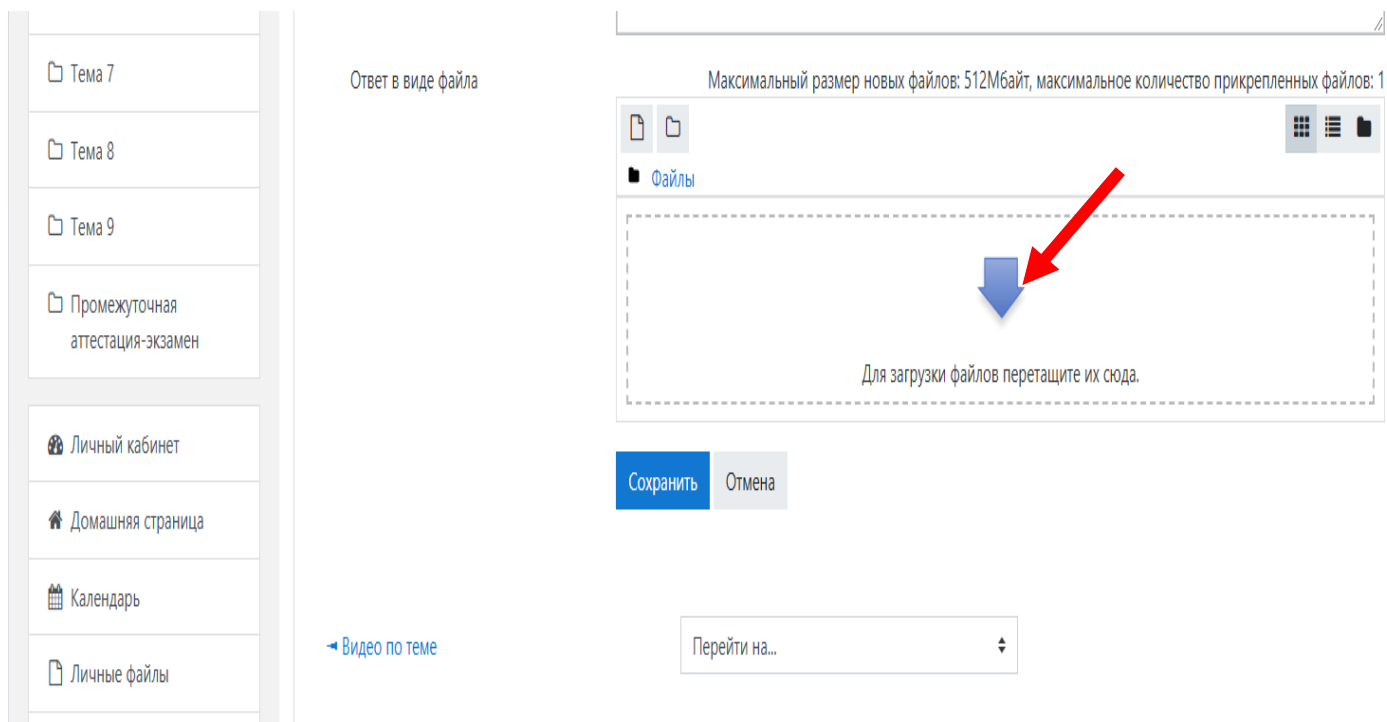 Тема 7
Тема 8
Тема 9
Промежуточная
аттестация-экзамен
Личный кабинет
Домашняя страница
Календарь
Личные файлы
Ответ в виде файла
Максимальный размер новых файлов: 512Мбайт, максимальное количество прикрепленных файлов: 1
Файлы
Для загрузки файлов перетащите их сюда.
Сохранить
Отмена
◄ Видео по теме
Перейти на...